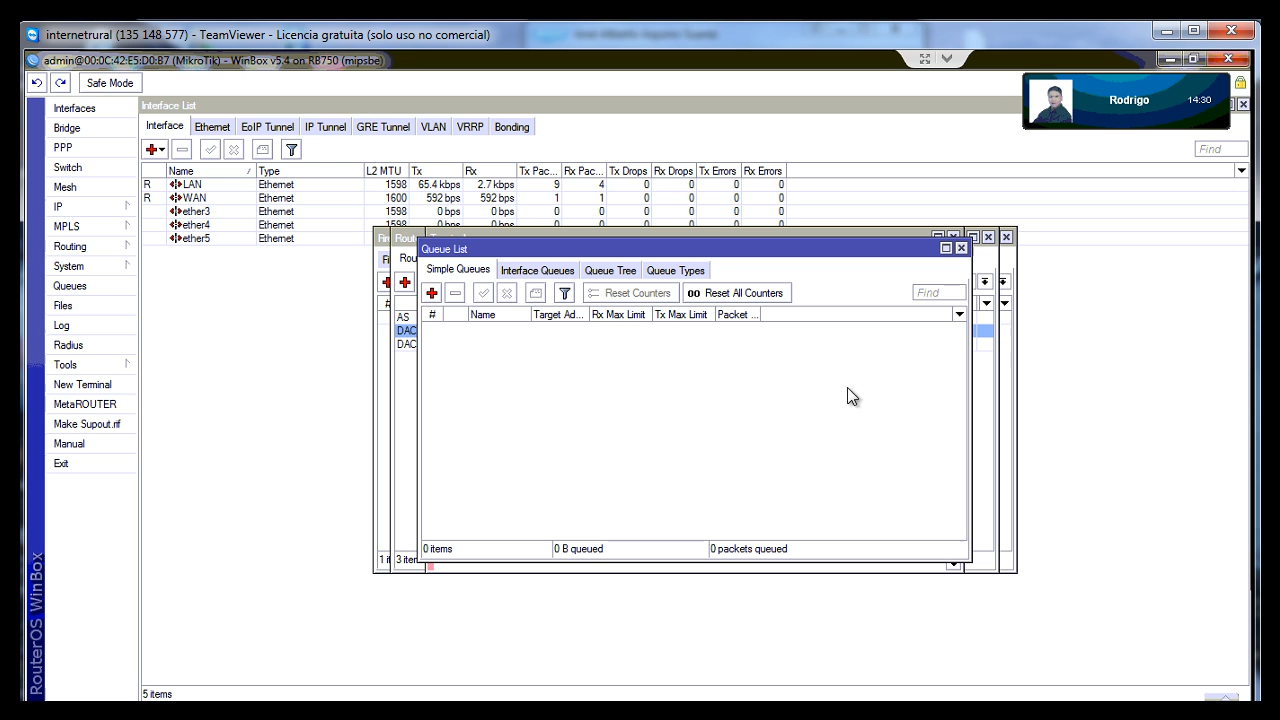 internetrural (135 148 577) - TeamViewer - Licencia gratuita (solo uso no comercial)
admin@00:0C:42:E5:D0:B7 (MikroTik) - WinBox v5.4 on RB750 (mipsbe)
Safe Mode
Rodrigo 14:30
Interfaces
Bridge
PPP
Switch
Mesh
IP
MPLS
Routing
System
Queues
Files
Log
Radius
Tools
New Terminal
MetaROUTER
Make Supout.rif
Manual
Exit
RouterOS WinBox
Interface List
Interface Ethernet EoIP Tunnel IP Tunnel GRE Tunnel VLAN VRRP Bonding
Find
Name / Type L2 MTU Tx Rx Tx Pac... Rx Pac... Tx Drops Rx Drops Tx Errors Rx Errors
R LAN Ethernet 1598 65.4 kbps 2.7 kbps 9 4 0 0 0 0
R WAN Ethernet 1600 592 bps 592 bps 1 1 0 0 0 0
ether3 Ethernet 1598 0 bps 0 bps 0 0 0 0 0 0
ether4 Ethernet 1598 0 bps 0 bps 0 0 0 0 0 0
ether5 Ethernet
Queue List
Simple Queues Interface Queues Queue Tree Queue Types
Reset Counters 00 Reset All Counters Find
# Name Target Ad... Rx Max Limit Tx Max Limit Packet ...
0 items 0 B queued 0 packets queued
AS
DAC
DAC
5 items